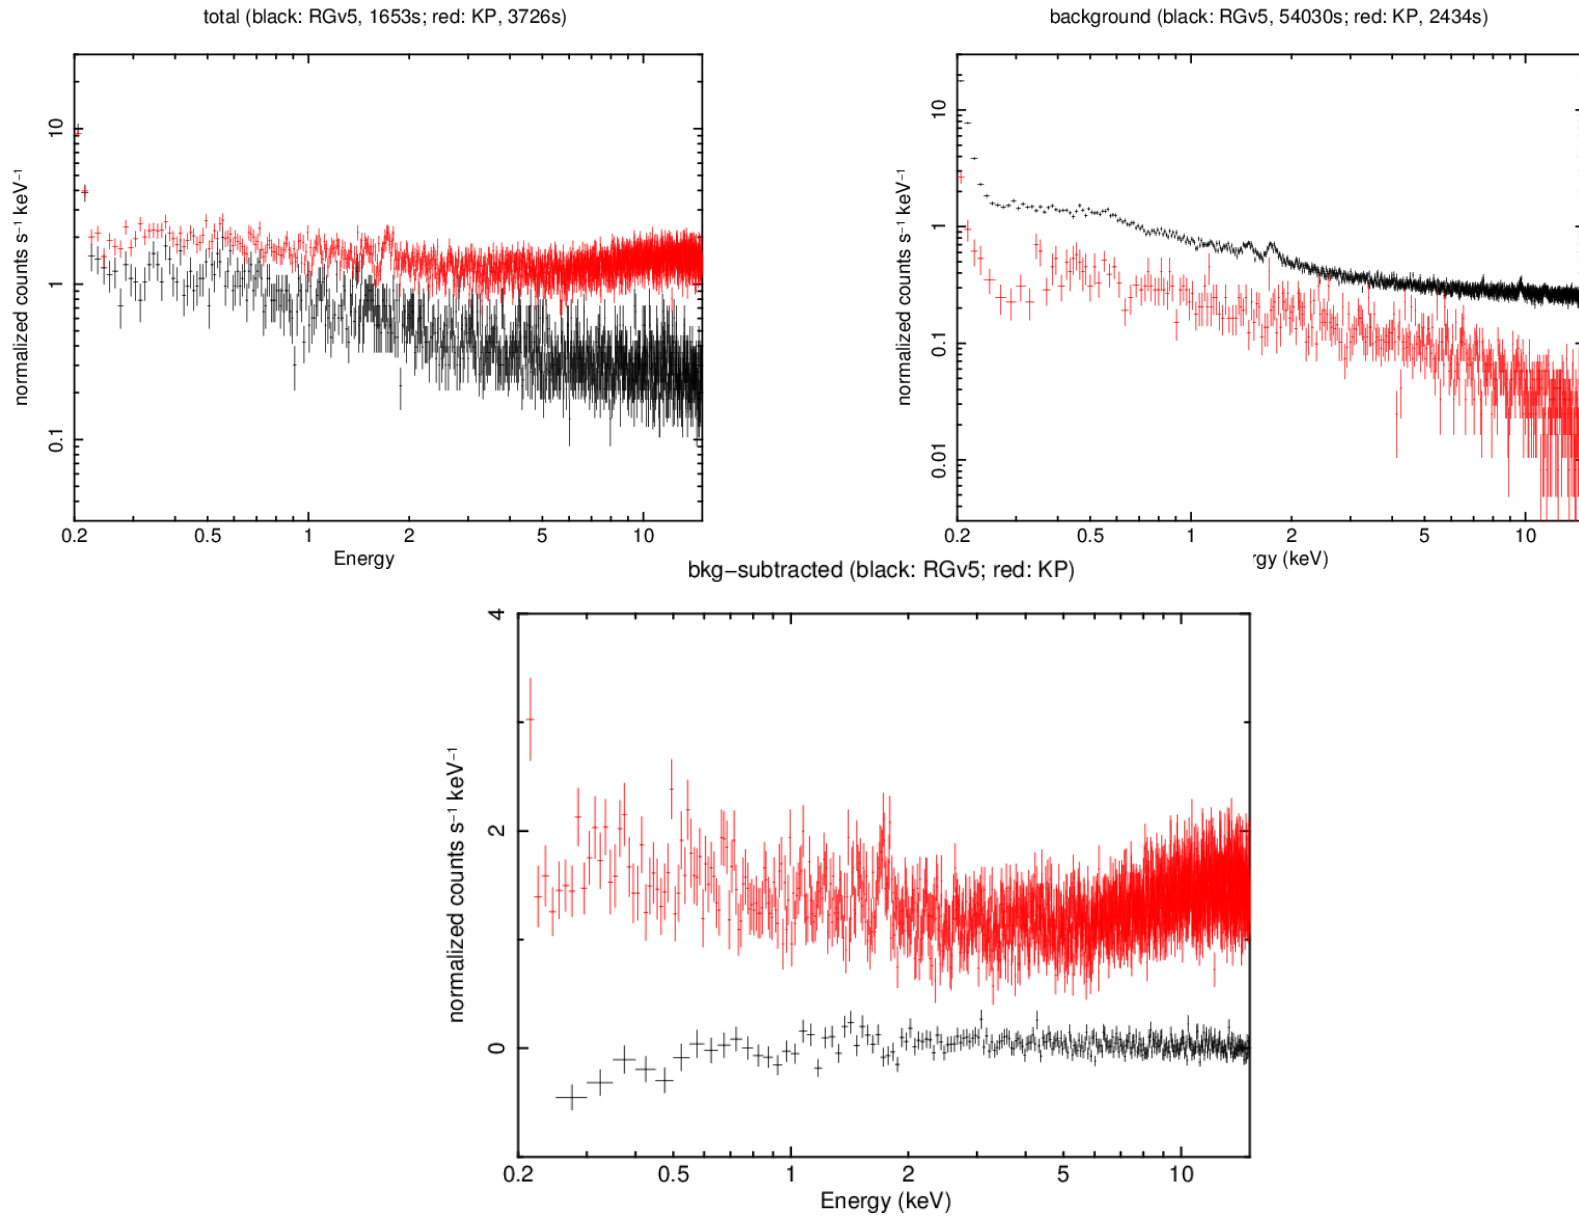 total (black: RGv5, 1653s; red: KP, 3726s)
normalized counts s⁻¹ keV⁻¹
10
1
0.1
0.2 0.5 1 2 5 10
Energy
background (black: RGv5, 54030s; red: KP, 2434s)
normalized counts s⁻¹ keV⁻¹
10
1
0.1
0.01
0.2 0.5 1 2 5 10
rgy (keV)
bkg−subtracted (black: RGv5; red: KP)
normalized counts s⁻¹ keV⁻¹
4
2
0
0.2 0.5 1 2 5 10
Energy (keV)